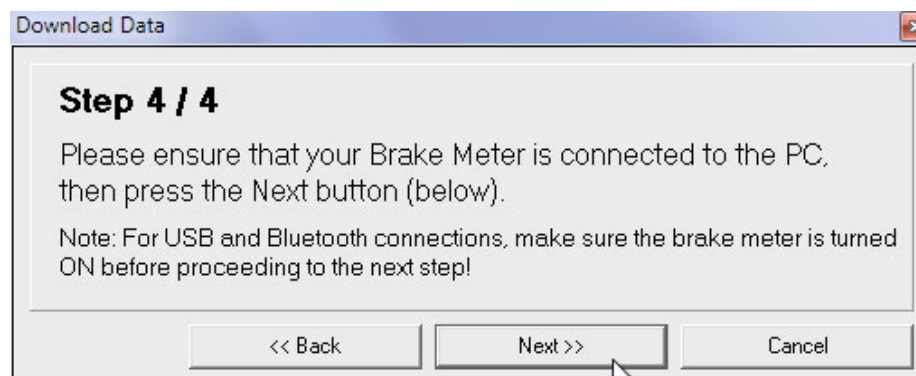 Download Data
Step 4 / 4
Please ensure that your Brake Meter is connected to the PC,
then press the Next button (below).
Note: For USB and Bluetooth connections, make sure the brake meter is turned
ON before proceeding to the next step!
<< Back
Next >>
Cancel